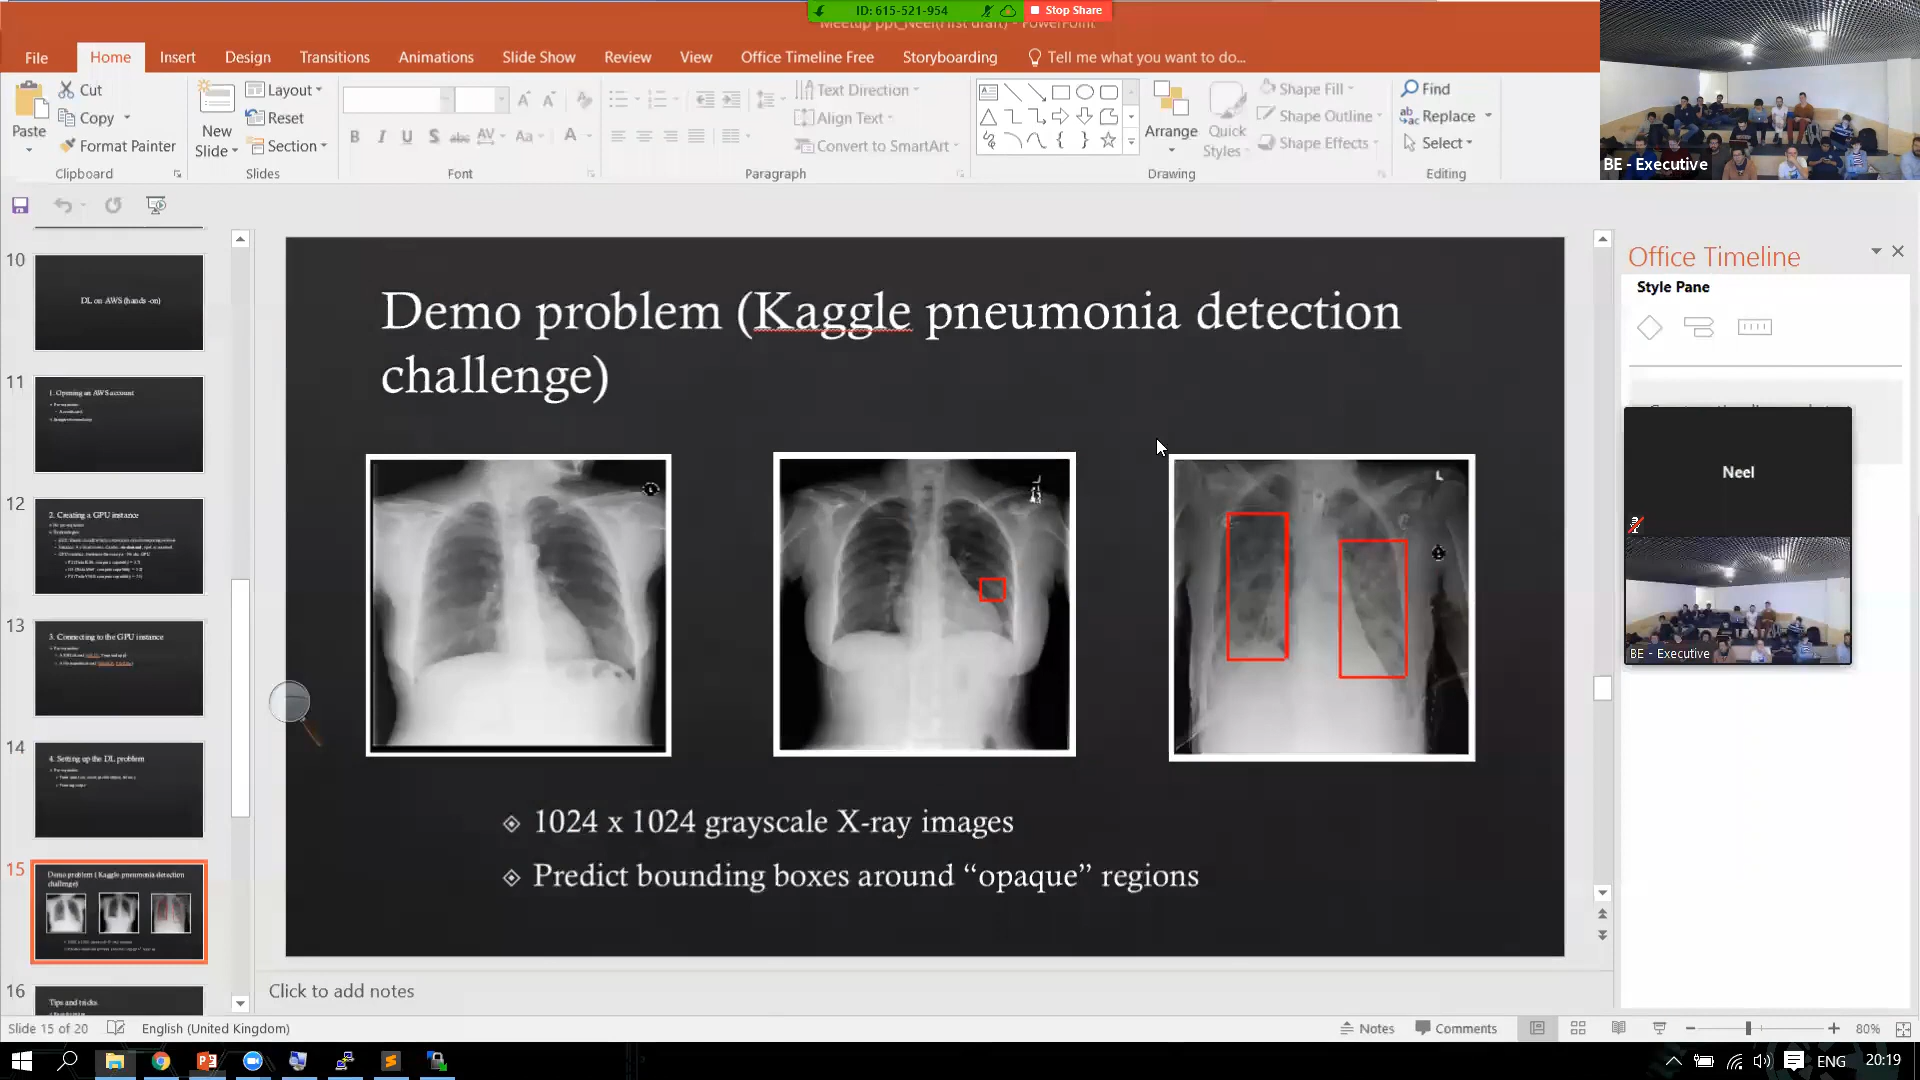 ID: 615-521-954
Stop Share
Meetup ppt_Neel(First draft) - PowerPoint
File
Home
Insert
Design
Transitions
Animations
Slide Show
Review
View
Office Timeline Free
Storyboarding
Tell me what you want to do...
Paste
Cut
Copy
Format Painter
Clipboard
New Slide
Layout
Reset
Section
Slides
Font
Text Direction
Align Text
Convert to SmartArt
Paragraph
Arrange
Quick Styles
Shape Fill
Shape Outline
Shape Effects
Drawing
Find
Replace
Select
Editing
BE - Executive
10
DL on AWS (hands -on)
11
1. Opening an AWS account
12
2. Creating a GPU instance
13
3. Connecting to the GPU instance
14
4. Setting up the DL problem
15
Demo problem (Kaggle pneumonia detection
challenge)
16
Tips and tricks
Demo problem (Kaggle pneumonia detection
challenge)
L
1024 x 1024 grayscale X-ray images
Predict bounding boxes around “opaque” regions
Click to add notes
Office Timeline
Style Pane
Neel
BE - Executive
Slide 15 of 20
English (United Kingdom)
Notes
Comments
80%
ENG
20:19